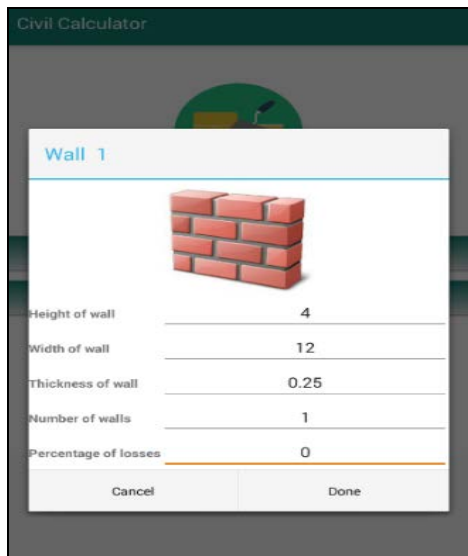 Civil Calculator
Wall 1
Height of wall 4
Width of wall 12
Thickness of wall 0.25
Number of walls 1
Percentage of losses 0
Cancel Done